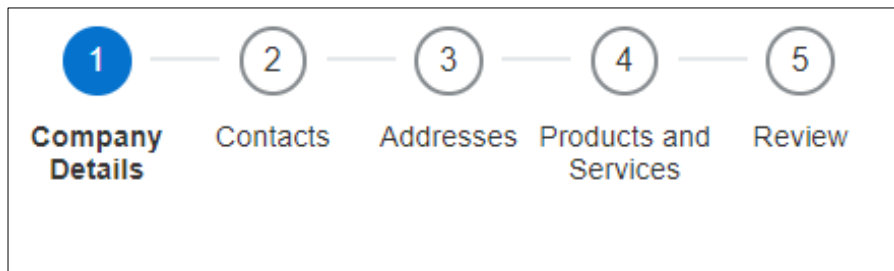 1 2 3 4 5
Company Contacts Addresses Products and Review
Details Services